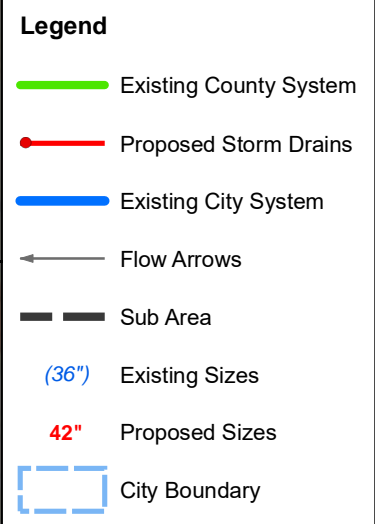 Legend
Existing County System
Proposed Storm Drains
Existing City System
Flow Arrows
Sub Area
(36") Existing Sizes
42" Proposed Sizes
City Boundary